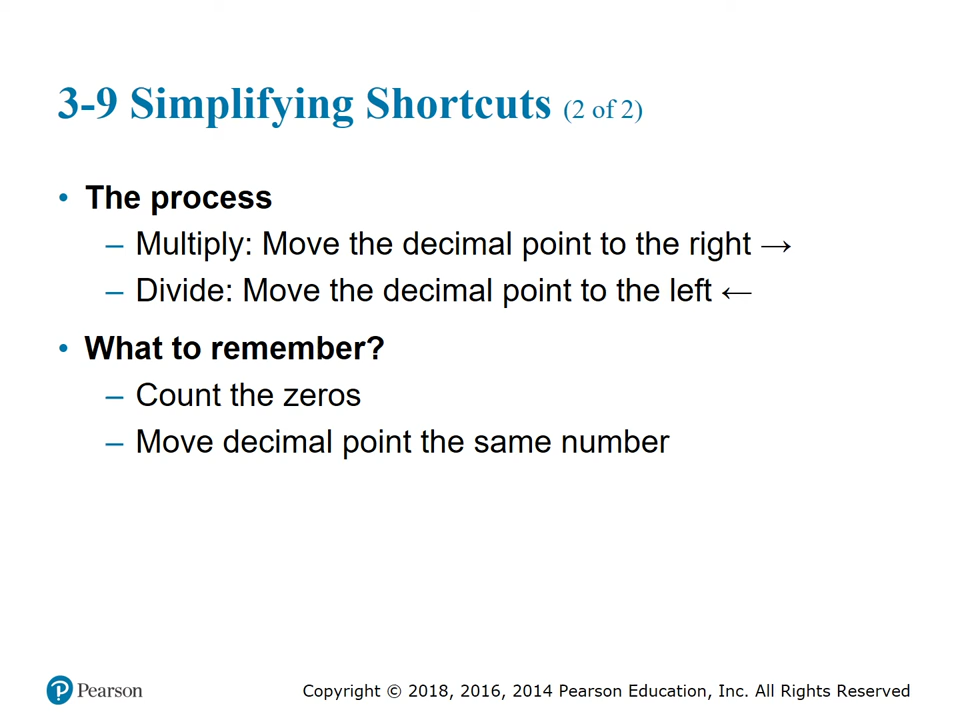 3-9 Simplifying Shortcuts (2 of 2)
• The process
– Multiply: Move the decimal point to the right →
– Divide: Move the decimal point to the left ←
• What to remember?
– Count the zeros
– Move decimal point the same number
Pearson
Copyright © 2018, 2016, 2014 Pearson Education, Inc. All Rights Reserved